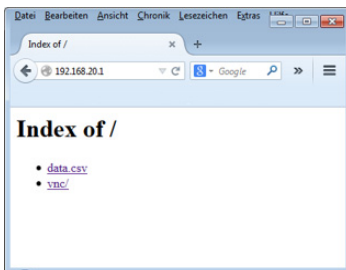 Datei Bearbeiten Ansicht Chronik Lesezeichen Extras
Index of /
192.168.20.1 Google
Index of /
data.csv
vnc/